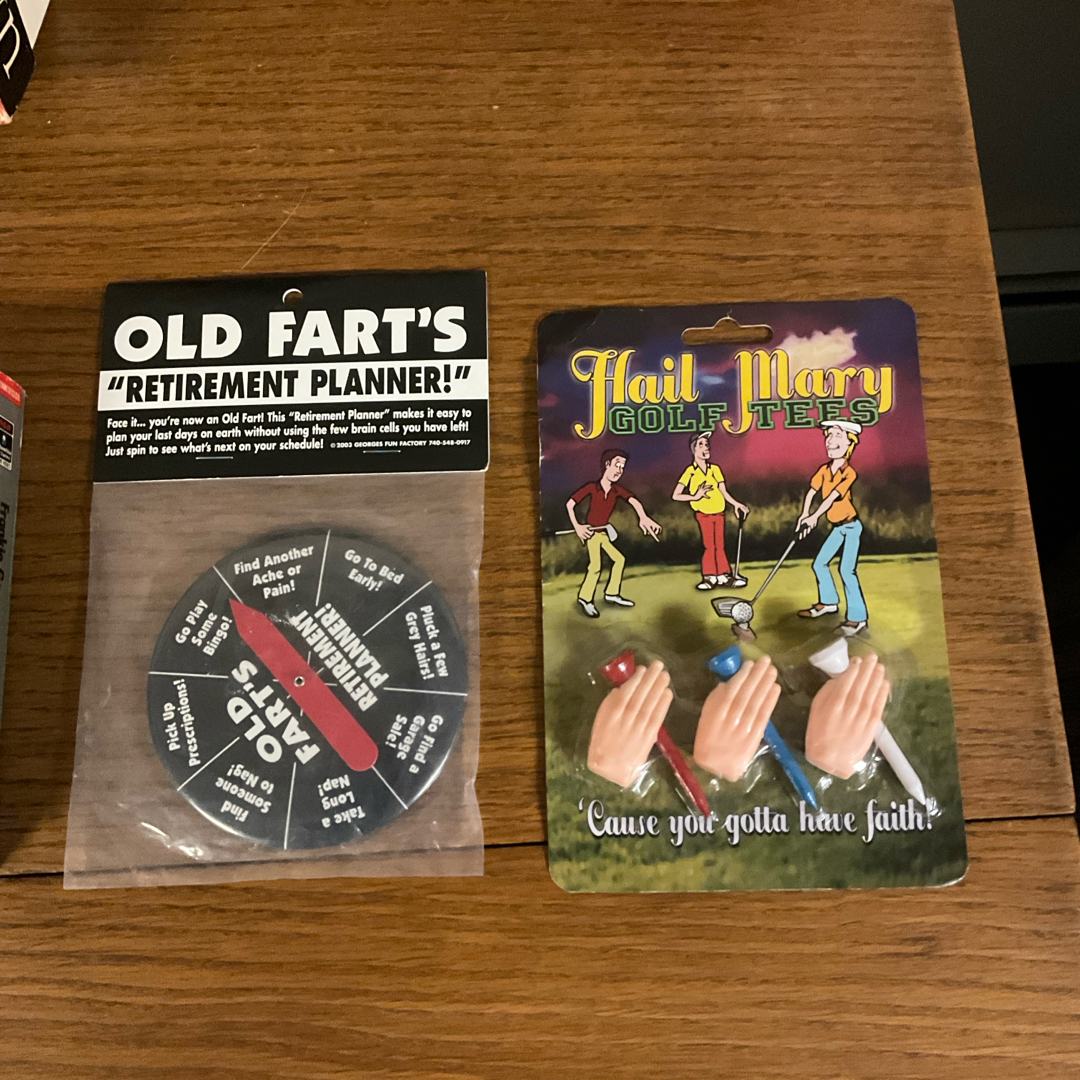 OLD FART'S
"RETIREMENT PLANNER!"
Face it... you're now an Old Fart! This "Retirement Planner" makes it easy to
plan your last days on earth without using the few brain cells you have left!
Just spin to see what's next on your schedule! © 2003 GEORGES FUN FACTORY 740-548-0917
Find Another
Ache or
Pain!
Go To Bed
Early!
Pluck a Few
Grey Hairs!
Go Find a
Garage
Sale!
Take a
Long
Nap!
Find
Someone
to Nag!
Pick Up
Prescriptions!
Go Play
Some
Bingo!
OLD
FART'S
RETIREMENT
PLANNER!
Hail Mary
GOLF TEES
'Cause you gotta have faith!